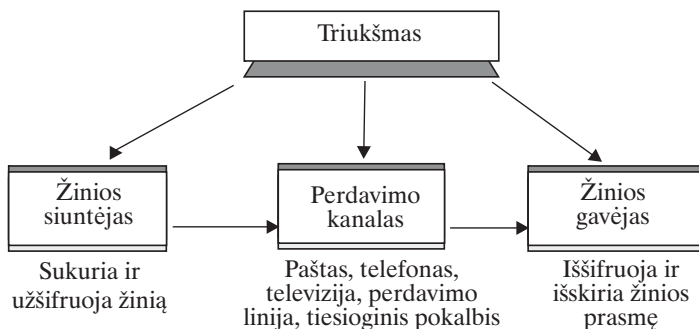 Triukšmas
Žinios
siuntėjas
Perdavimo
kanalas
Žinios
gavėjas
Sukuria ir
užšifruoja žinią
Paštas, telefonas,
televizija, perdavimo
linija, tiesioginis pokalbis
Iššifruoja ir
išskiria žinios
prasmę